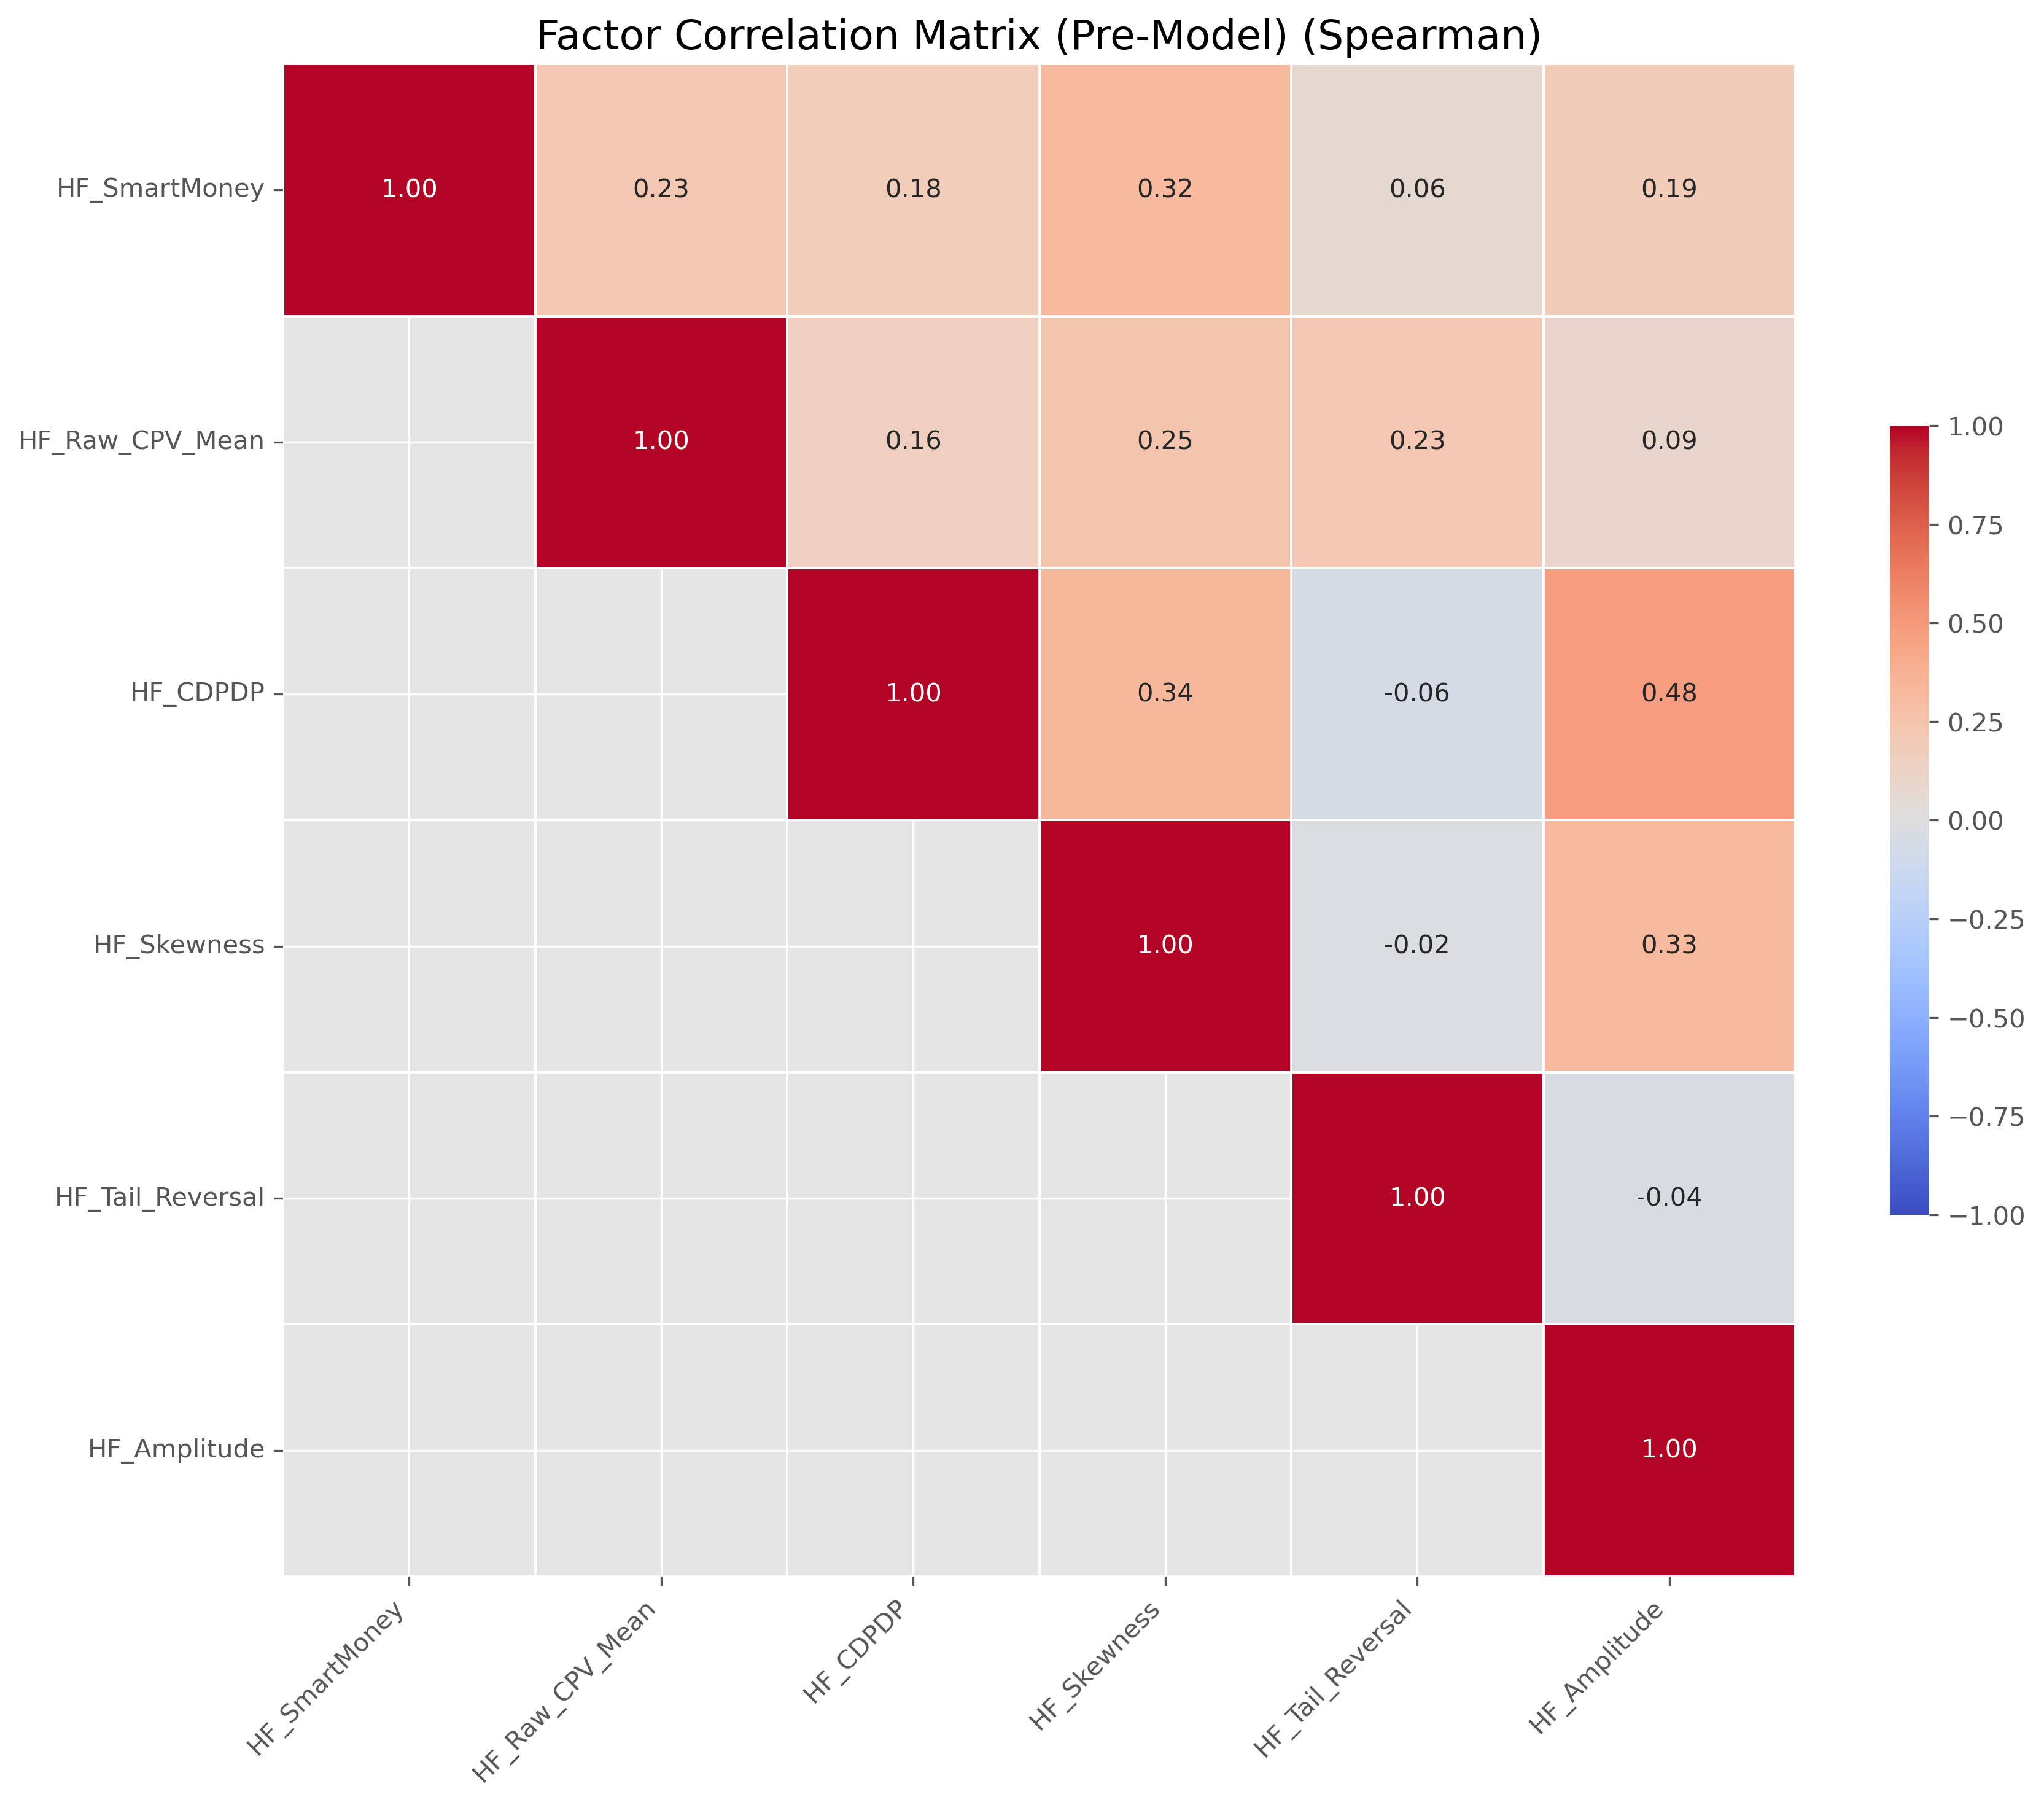 Factor Correlation Matrix (Pre-Model) (Spearman)
HF_SmartMoney 1.00 0.23 0.18 0.32 0.06 0.19
HF_Raw_CPV_Mean 1.00 0.16 0.25 0.23 0.09
HF_CDPDP 1.00 0.34 -0.06 0.48
HF_Skewness 1.00 -0.02 0.33
HF_Tail_Reversal 1.00 -0.04
HF_Amplitude 1.00
HF_SmartMoney
HF_Raw_CPV_Mean
HF_CDPDP
HF_Skewness
HF_Tail_Reversal
HF_Amplitude
1.00
0.75
0.50
0.25
0.00
−0.25
−0.50
−0.75
−1.00